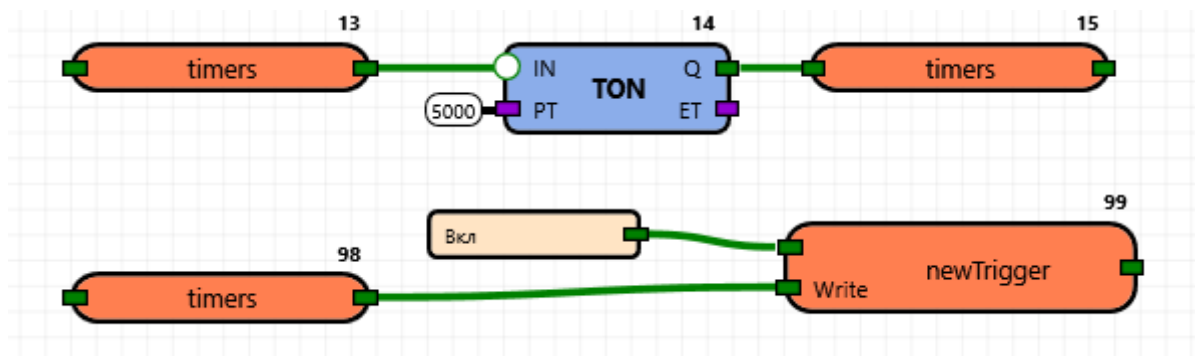 13
14
15
timers
IN
Q
TON
timers
5000
PT
ET
99
Вкл
98
newTrigger
timers
Write